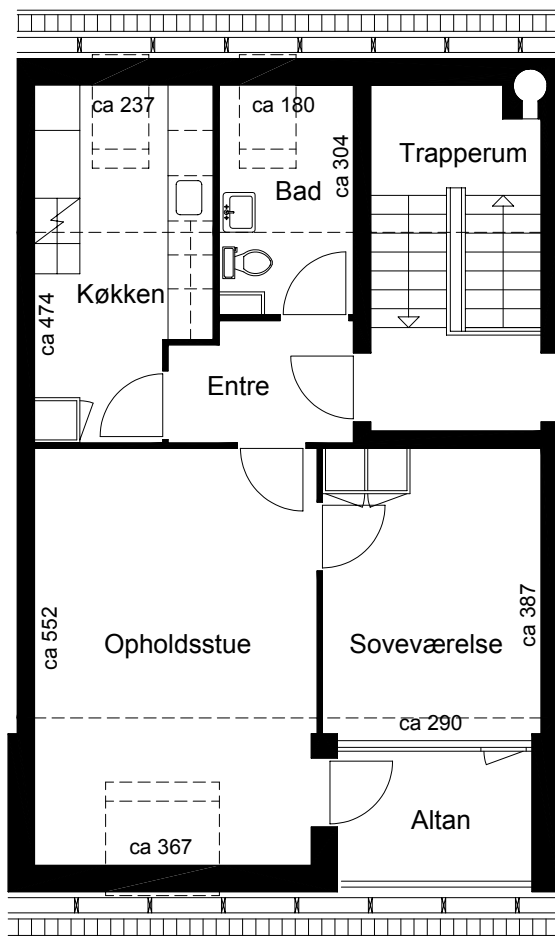 ca 237
ca 180
ca 304
Trapperum
Bad
Køkken
ca 474
Entre
ca 552
Opholdsstue
Soveværelse
ca 387
ca 290
Altan
ca 367